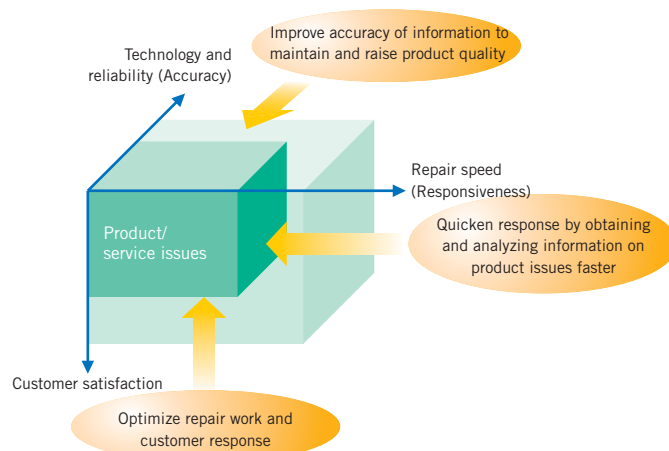 Improve accuracy of information to
maintain and raise product quality
Technology and
reliability (Accuracy)
Repair speed
(Responsiveness)
Product/
service issues
Quicken response by obtaining
and analyzing information on
product issues faster
Customer satisfaction
Optimize repair work and
customer response